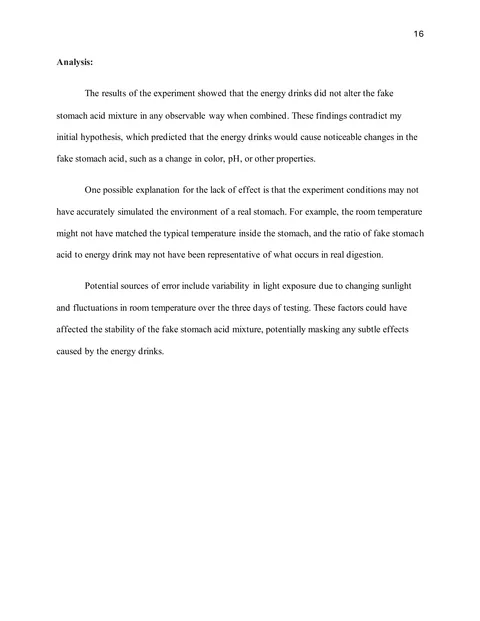 16
Analysis:
The results of the experiment showed that the energy drinks did not alter the fake
stomach acid mixture in any observable way when combined. These findings contradict my
initial hypothesis, which predicted that the energy drinks would cause noticeable changes in the
fake stomach acid, such as a change in color, pH, or other properties.
One possible explanation for the lack of effect is that the experiment conditions may not
have accurately simulated the environment of a real stomach. For example, the room temperature
might not have matched the typical temperature inside the stomach, and the ratio of fake stomach
acid to energy drink may not have been representative of what occurs in real digestion.
Potential sources of error include variability in light exposure due to changing sunlight
and fluctuations in room temperature over the three days of testing. These factors could have
affected the stability of the fake stomach acid mixture, potentially masking any subtle effects
caused by the energy drinks.